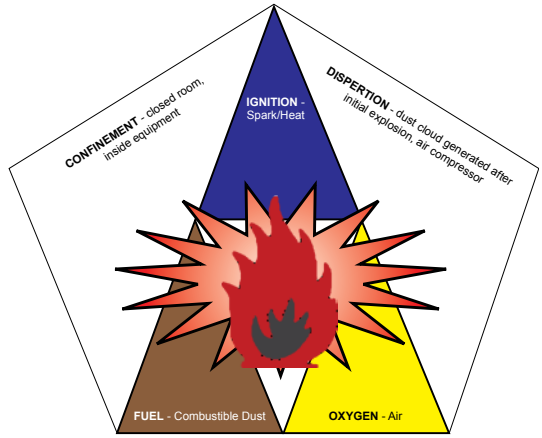 CONFINEMENT - closed room,
inside equipment
IGNITION -
Spark/Heat
DISPERTION - dust cloud generated after
initial explosion, air compressor
FUEL - Combustible Dust
OXYGEN - Air